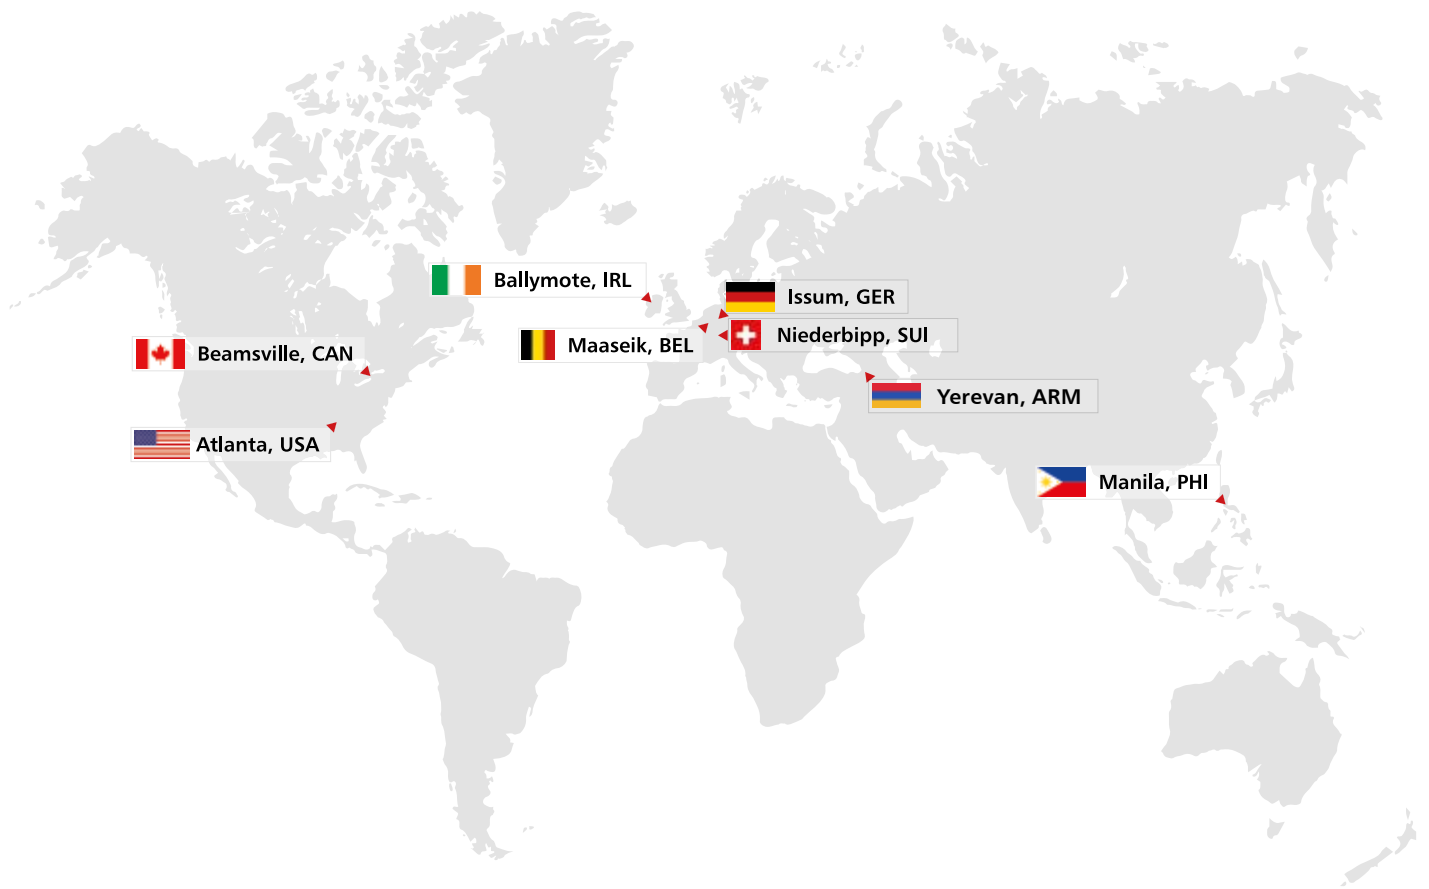 Ballymote, IRL
Issum, GER
Niederbipp, SUI
Maaseik, BEL
Beamsville, CAN
Yerevan, ARM
Atlanta, USA
Manila, PHI